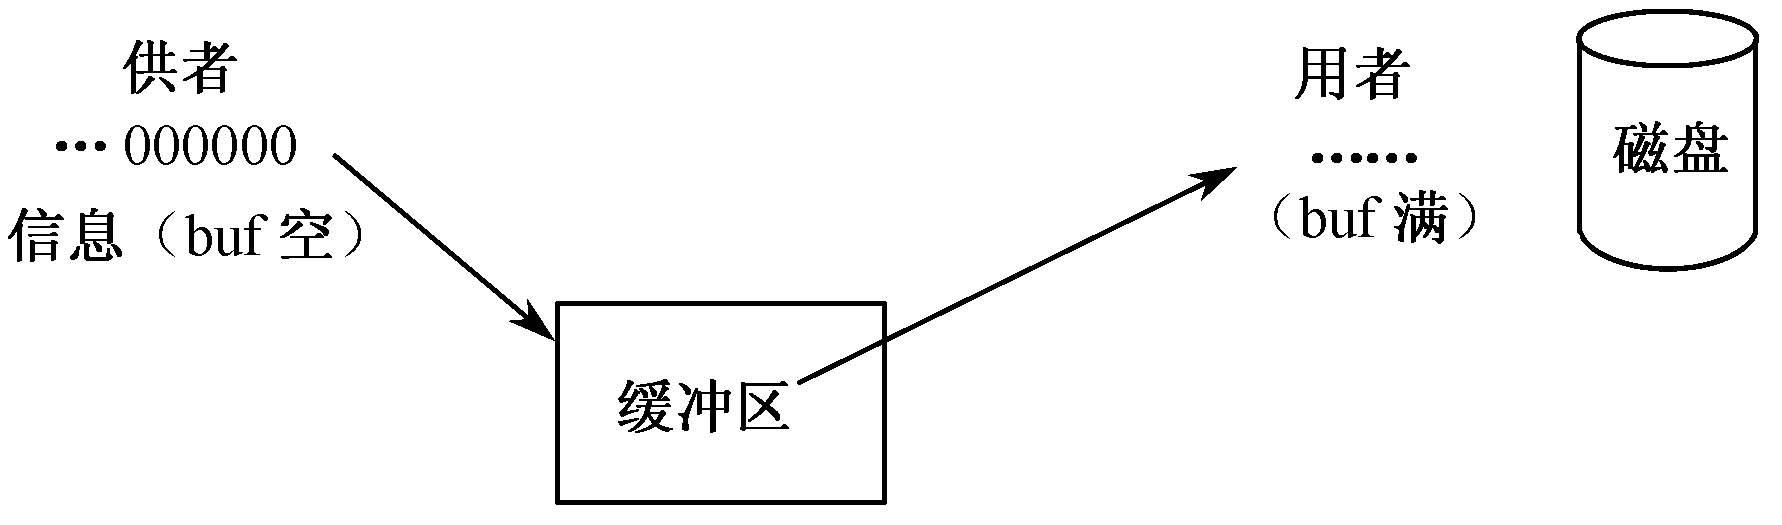 供者
…000000
信息（buf 空）
用者
……
（buf 满）
磁盘
缓冲区